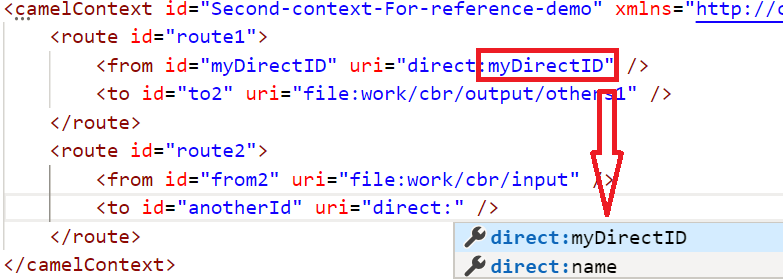 <camelContext id="Second-context-For-reference-demo" xmlns="http://c
<route id="route1">
<from id="myDirectID" uri="direct:myDirectID" />
<to id="to2" uri="file:work/cbr/output/others1" />
</route>
<route id="route2">
<from id="from2" uri="file:work/cbr/input" />
<to id="anotherId" uri="direct:" />
</route>
direct:myDirectID
direct:name
</camelContext>